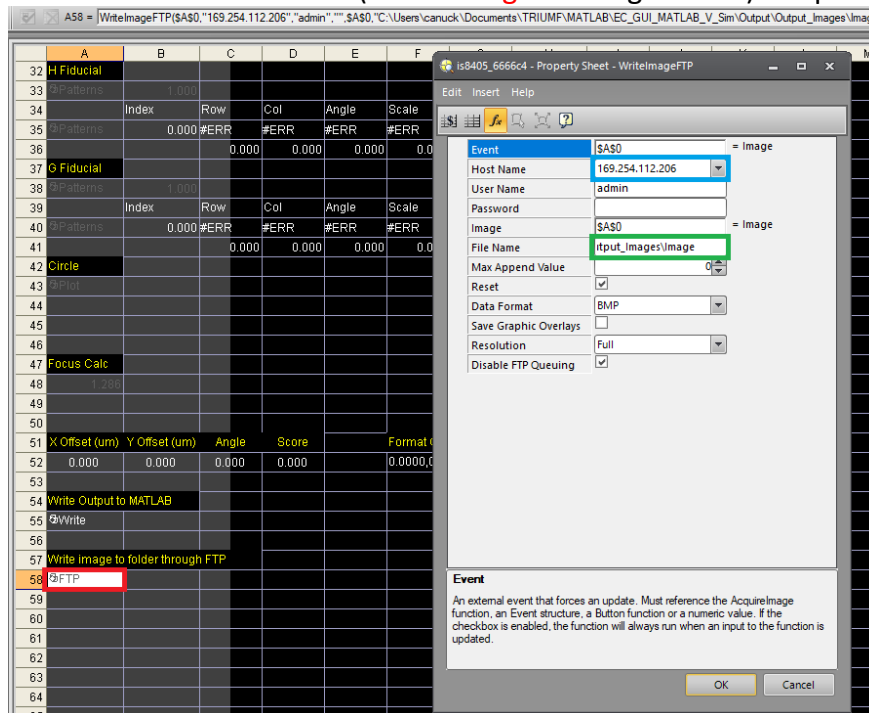 A58 = WriteImageFTP($A$0,"169.254.112.206","admin","",$A$0,"C:\Users\canuck\Documents\TRIUMF\MATLAB\EC_GUI_MATLAB_V_Sim\Output\Output_Images\Imag
A B C D E F
32 H Fiducial
33 Patterns 1.000
34 Index Row Col Angle Scale
35 Patterns 0.000 #ERR #ERR #ERR #ERR
36 0.000 0.000 0.000 0.0
37 G Fiducial
38 Patterns 1.000
39 Index Row Col Angle Scale
40 Patterns 0.000 #ERR #ERR #ERR #ERR
41 0.000 0.000 0.000 0.0
42 Circle
43 Plot
44
45
46
47 Focus Calc
48 1.286
49
50
51 X Offset (um) Y Offset (um) Angle Score Format
52 0.000 0.000 0.000 0.000 0.0000,
53
54 Write Output to MATLAB
55 Write
56
57 Write image to folder through FTP
58 FTP
59
60
61
62
63
64
is8405_6666c4 - Property Sheet - WriteImageFTP
Edit Insert Help
Event $A$0 = Image
Host Name 169.254.112.206
User Name admin
Password
Image $A$0 = Image
File Name ıtput_Images\Image
Max Append Value 0
Reset
Data Format BMP
Save Graphic Overlays
Resolution Full
Disable FTP Queuing
Event
An external event that forces an update. Must reference the AcquireImage
function, an Event structure, a Button function or a numeric value. If the
checkbox is enabled, the function will always run when an input to the function is
updated.
OK Cancel